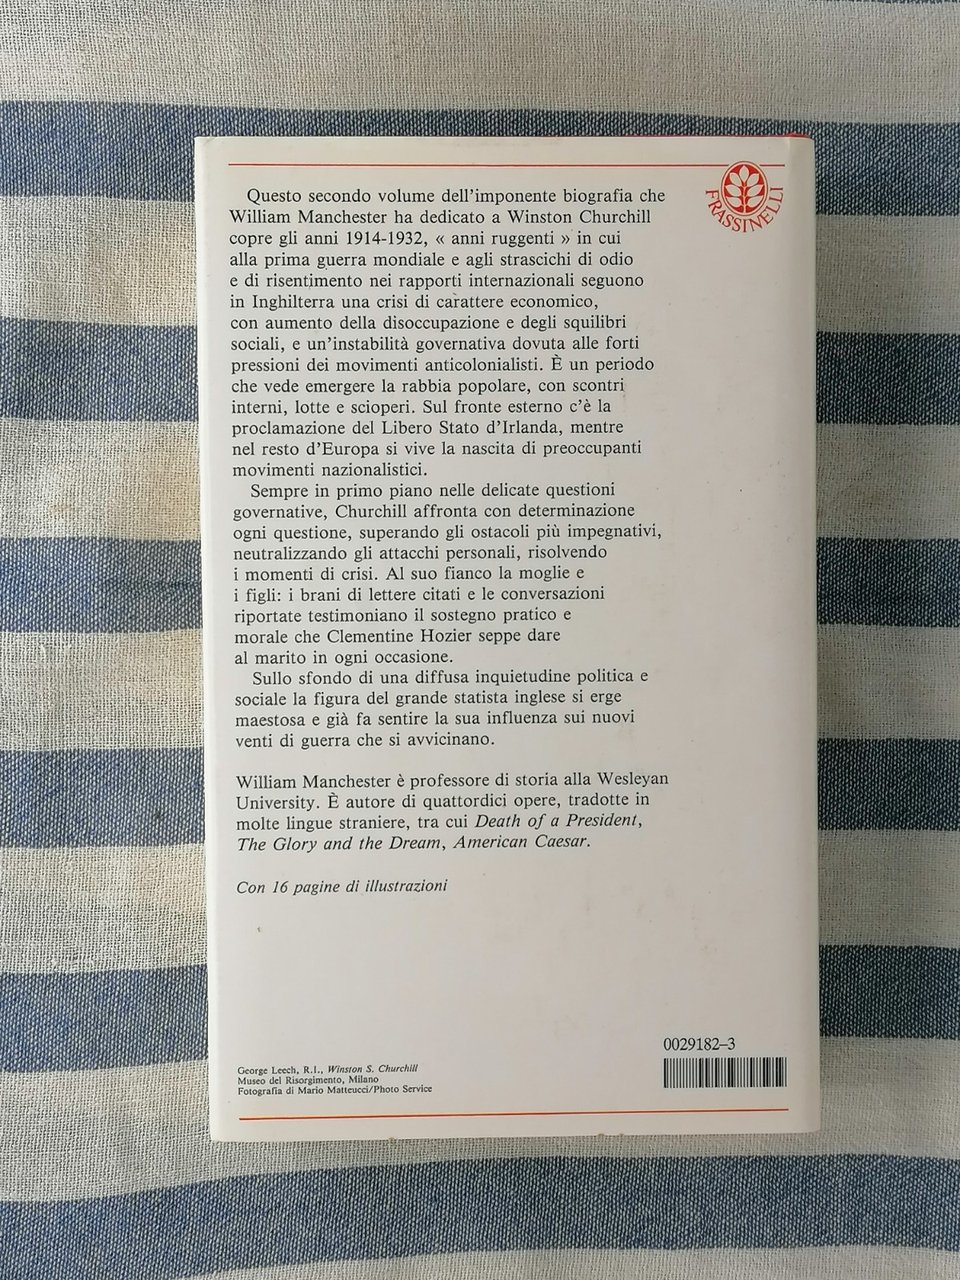 FRASSINELLI
Questo secondo volume dell'imponente biografia che
William Manchester ha dedicato a Winston Churchill
copre gli anni 1914-1932, « anni ruggenti » in cui
alla prima guerra mondiale e agli strascichi di odio
e di risentimento nei rapporti internazionali seguono
in Inghilterra una crisi di carattere economico,
con aumento della disoccupazione e degli squilibri
sociali, e un'instabilità governativa dovuta alle forti
pressioni dei movimenti anticolonialisti. È un periodo
che vede emergere la rabbia popolare, con scontri
interni, lotte e scioperi. Sul fronte esterno c'è la
proclamazione del Libero Stato d'Irlanda, mentre
nel resto d'Europa si vive la nascita di preoccupanti
movimenti nazionalistici.
Sempre in primo piano nelle delicate questioni
governative, Churchill affronta con determinazione
ogni questione, superando gli ostacoli più impegnativi,
neutralizzando gli attacchi personali, risolvendo
i momenti di crisi. Al suo fianco la moglie e
i figli: i brani di lettere citati e le conversazioni
riportate testimoniano il sostegno pratico e
morale che Clementine Hozier seppe dare
al marito in ogni occasione.
Sullo sfondo di una diffusa inquietudine politica e
sociale la figura del grande statista inglese si erge
maestosa e già fa sentire la sua influenza sui nuovi
venti di guerra che si avvicinano.
William Manchester è professore di storia alla Wesleyan
University. È autore di quattordici opere, tradotte in
molte lingue straniere, tra cui Death of a President,
The Glory and the Dream, American Caesar.
Con 16 pagine di illustrazioni
0029182-3
George Leech, R.I., Winston S. Churchill
Museo del Risorgimento, Milano
Fotografia di Mario Matteucci/Photo Service